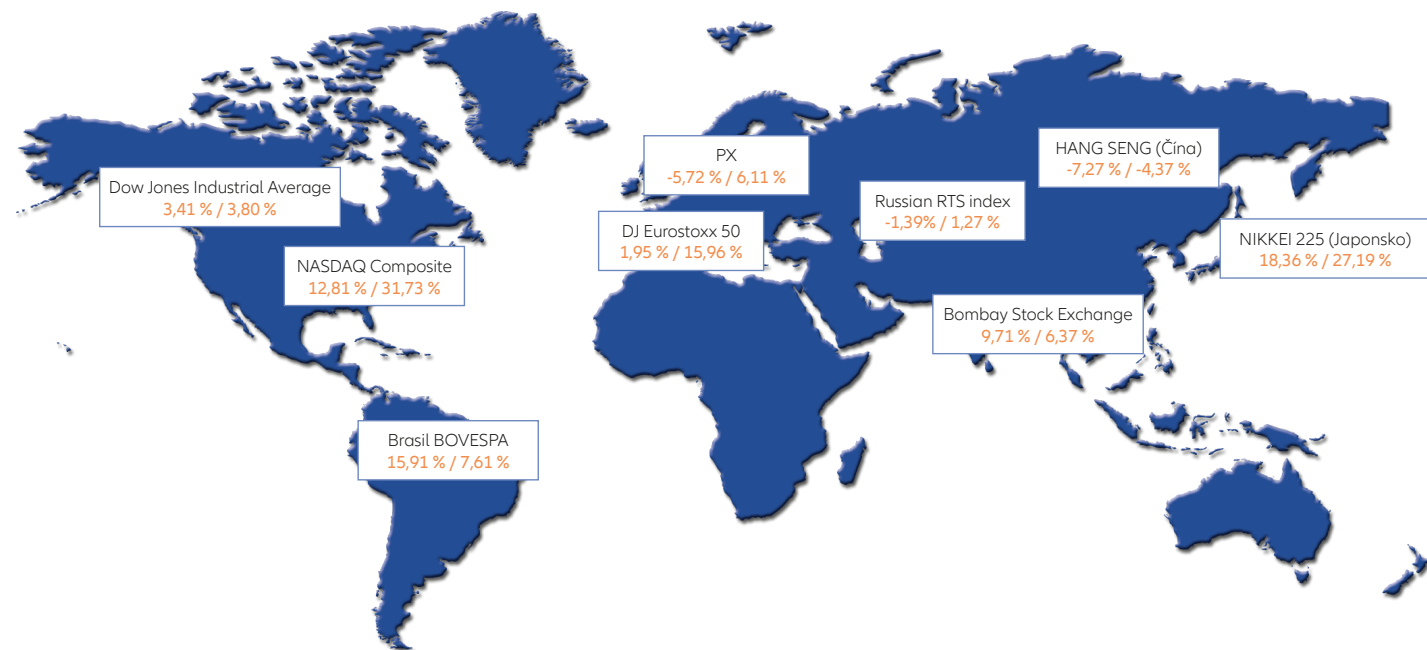 PX
-5,72 % / 6,11 %
HANG SENG (Čína)
-7,27 % / -4,37 %
Dow Jones Industrial Average
3,41 % / 3,80 %
Russian RTS index
-1,39% / 1,27 %
DJ Eurostoxx 50
1,95 % / 15,96 %
NIKKEI 225 (Japonsko)
18,36 % / 27,19 %
NASDAQ Composite
12,81 % / 31,73 %
Bombay Stock Exchange
9,71 % / 6,37 %
Brasil BOVESPA
15,91 % / 7,61 %